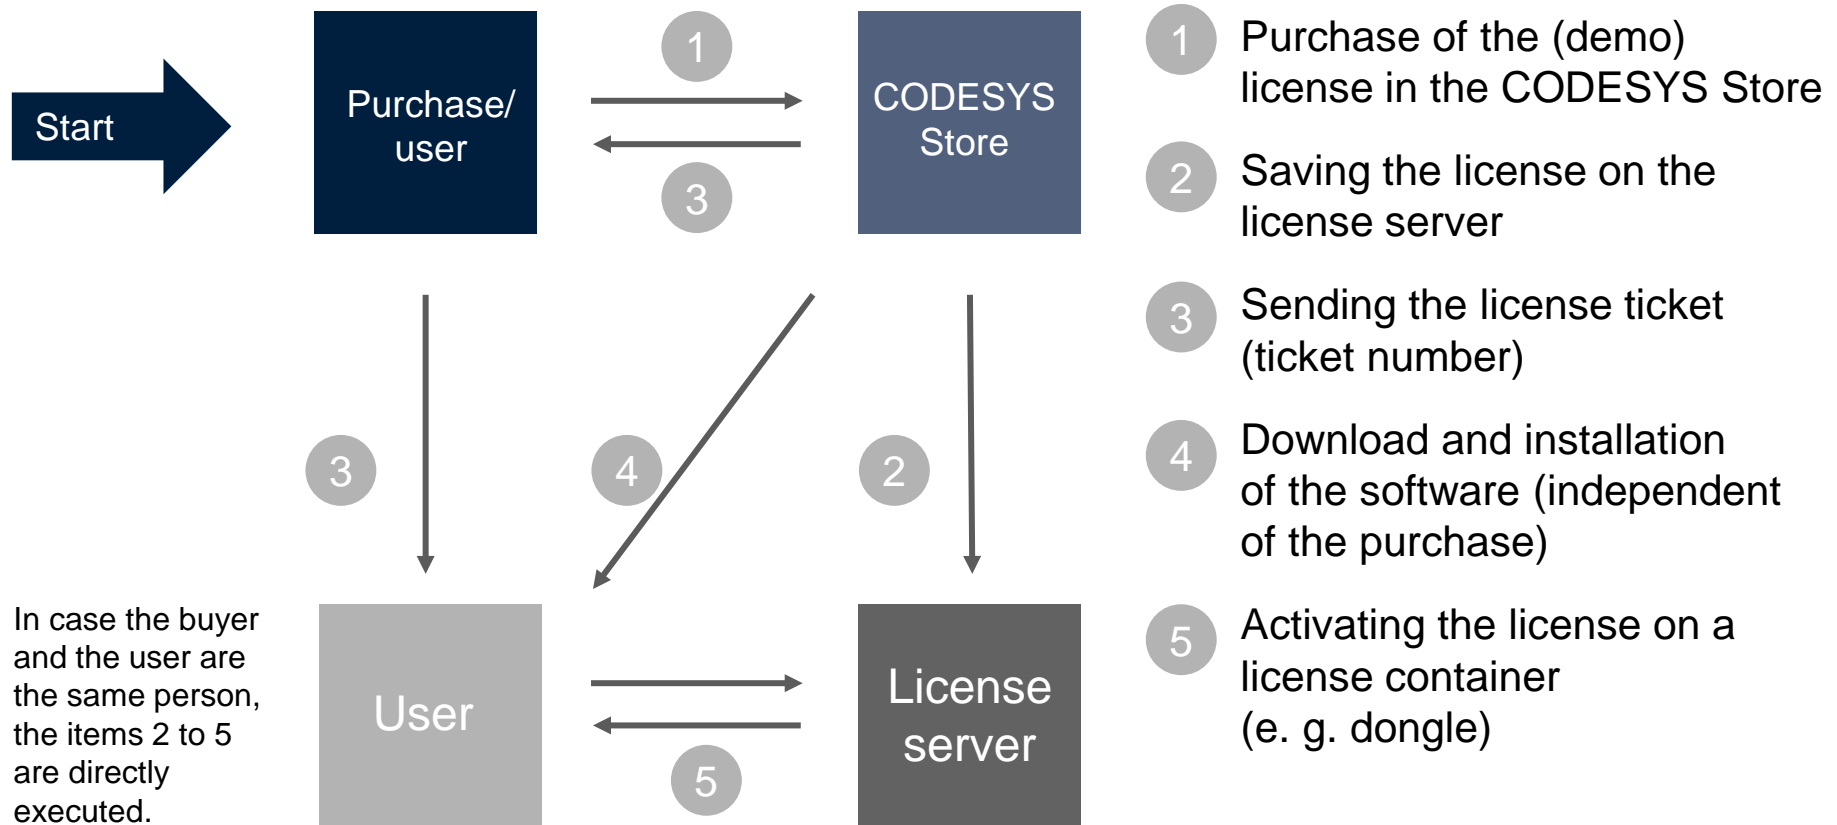 Start
Purchase/
user
1
3
CODESYS
Store
3
4
2
In case the buyer
and the user are
the same person,
the items 2 to 5
are directly
executed.
User
5
License
server
1
Purchase of the (demo)
license in the CODESYS Store
2
Saving the license on the
license server
3
Sending the license ticket
(ticket number)
4
Download and installation
of the software (independent
of the purchase)
5
Activating the license on a
license container
(e. g. dongle)